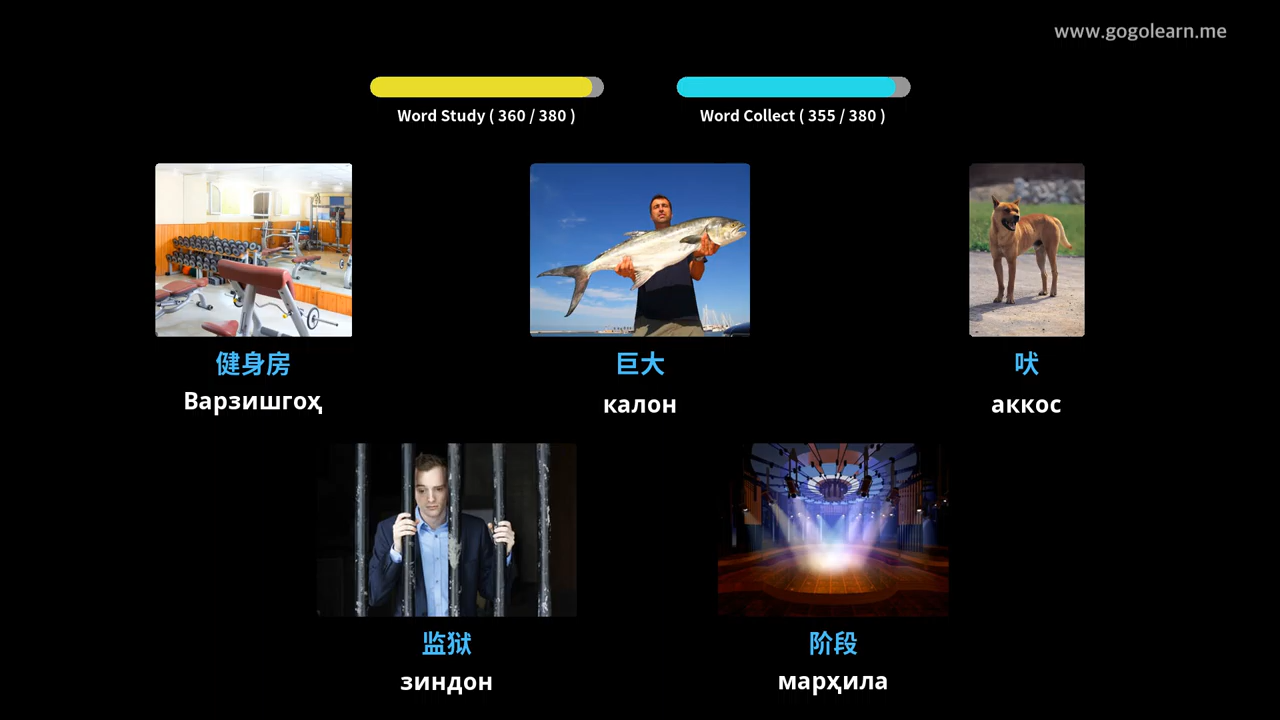 www.gogolearn.me
Word Study ( 360 / 380 )
Word Collect ( 355 / 380 )
健身房
巨大
吠
Варзишгоҳ
калон
аккос
监狱
阶段
зиндон
марҳила